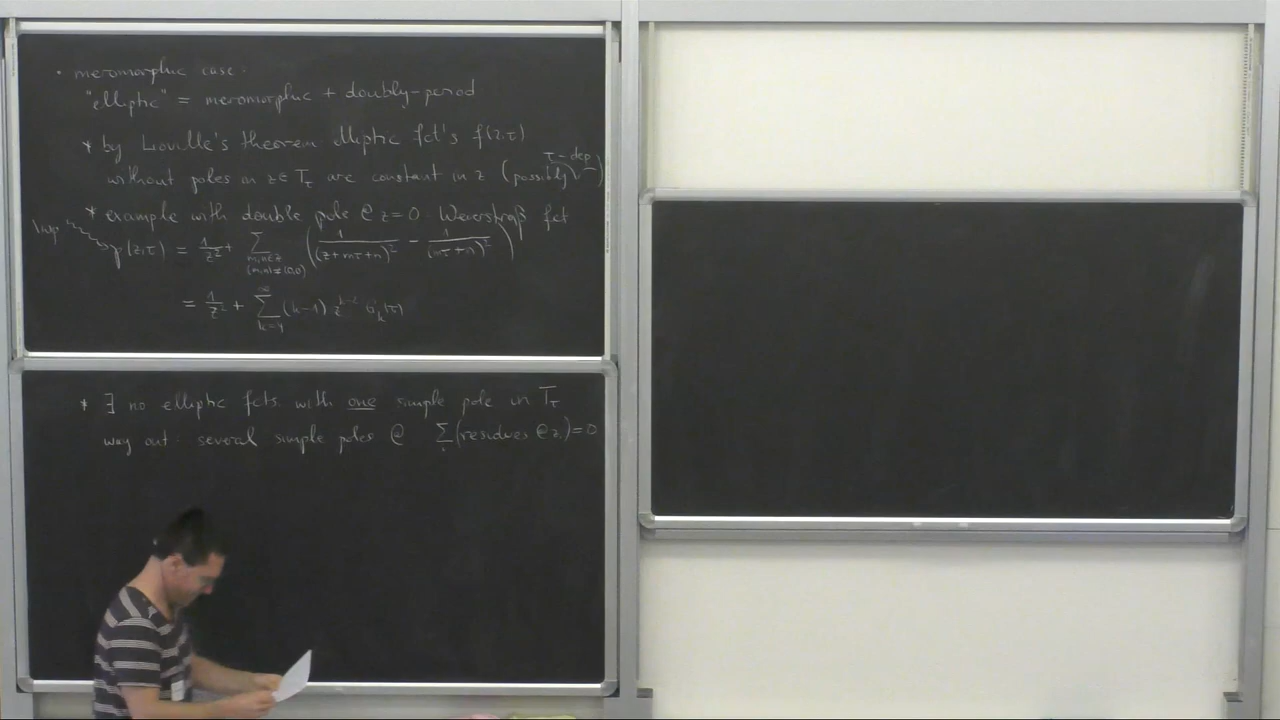 • meromorphic case:
"elliptic" = meromorphic + doubly-period
* by Liouville's theorem elliptic fct's f(z,τ)
without poles in z ∈ T_τ are constant in z (possibly τ-dep)
* example with double pole @ z=0: Weierstraß fct
℘(z,τ) = 1/z² + Σ_{m,n∈ℤ, (m,n)≠(0,0)} ( 1/(z+mτ+n)² − 1/(mτ+n)² )
= 1/z² + Σ_{k=4}^{∞} (k−1) z^{k−2} G_k(τ)
* ∃ no elliptic fcts. with one simple pole in T_τ
way out: several simple poles @ Σ_i (residues @ z_i) = 0